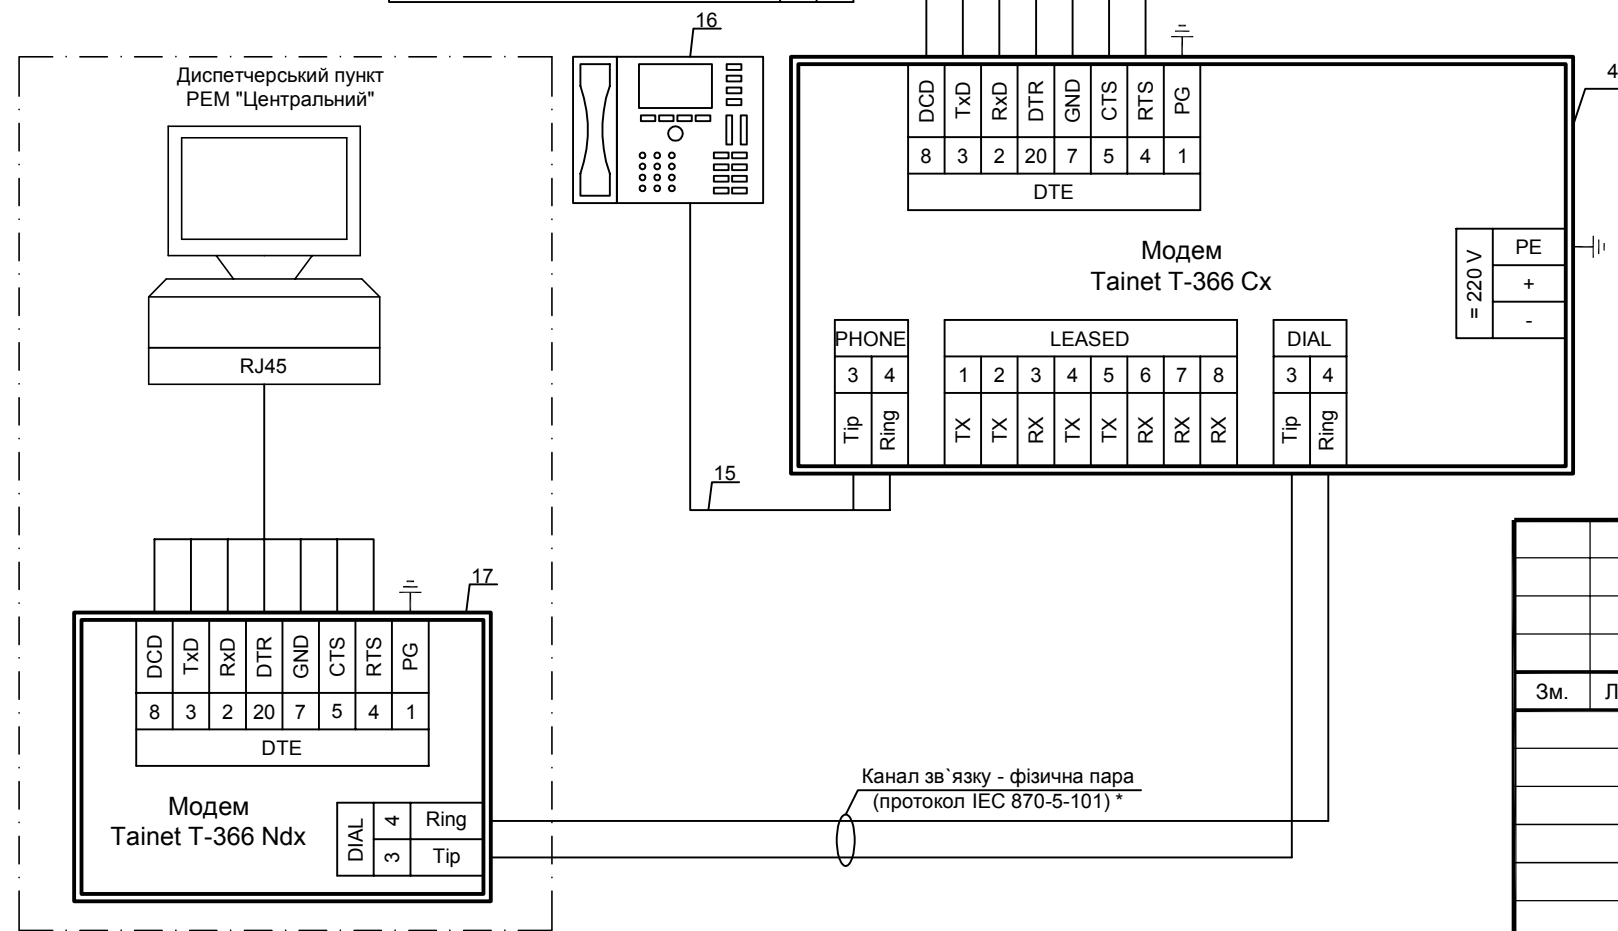 16
4
Диспетчерський пункт
РЕМ "Центральний"
RJ45
DCD TxD RxD DTR GND CTS RTS PG
8 3 2 20 7 5 4 1
DTE
Модем
Tainet T-366 Cx
= 220 V
PE
+
-
PHONE LEASED DIAL
3 4 1 2 3 4 5 6 7 8 3 4
Tip Ring TX TX RX TX TX RX RX RX Tip Ring
15
17
DCD TxD RxD DTR GND CTS RTS PG
8 3 2 20 7 5 4 1
DTE
Модем
Tainet T-366 Ndx
DIAL
4 Ring
3 Tip
Канал зв`язку - фізична пара
(протокол IEC 870-5-101) *
Зм.